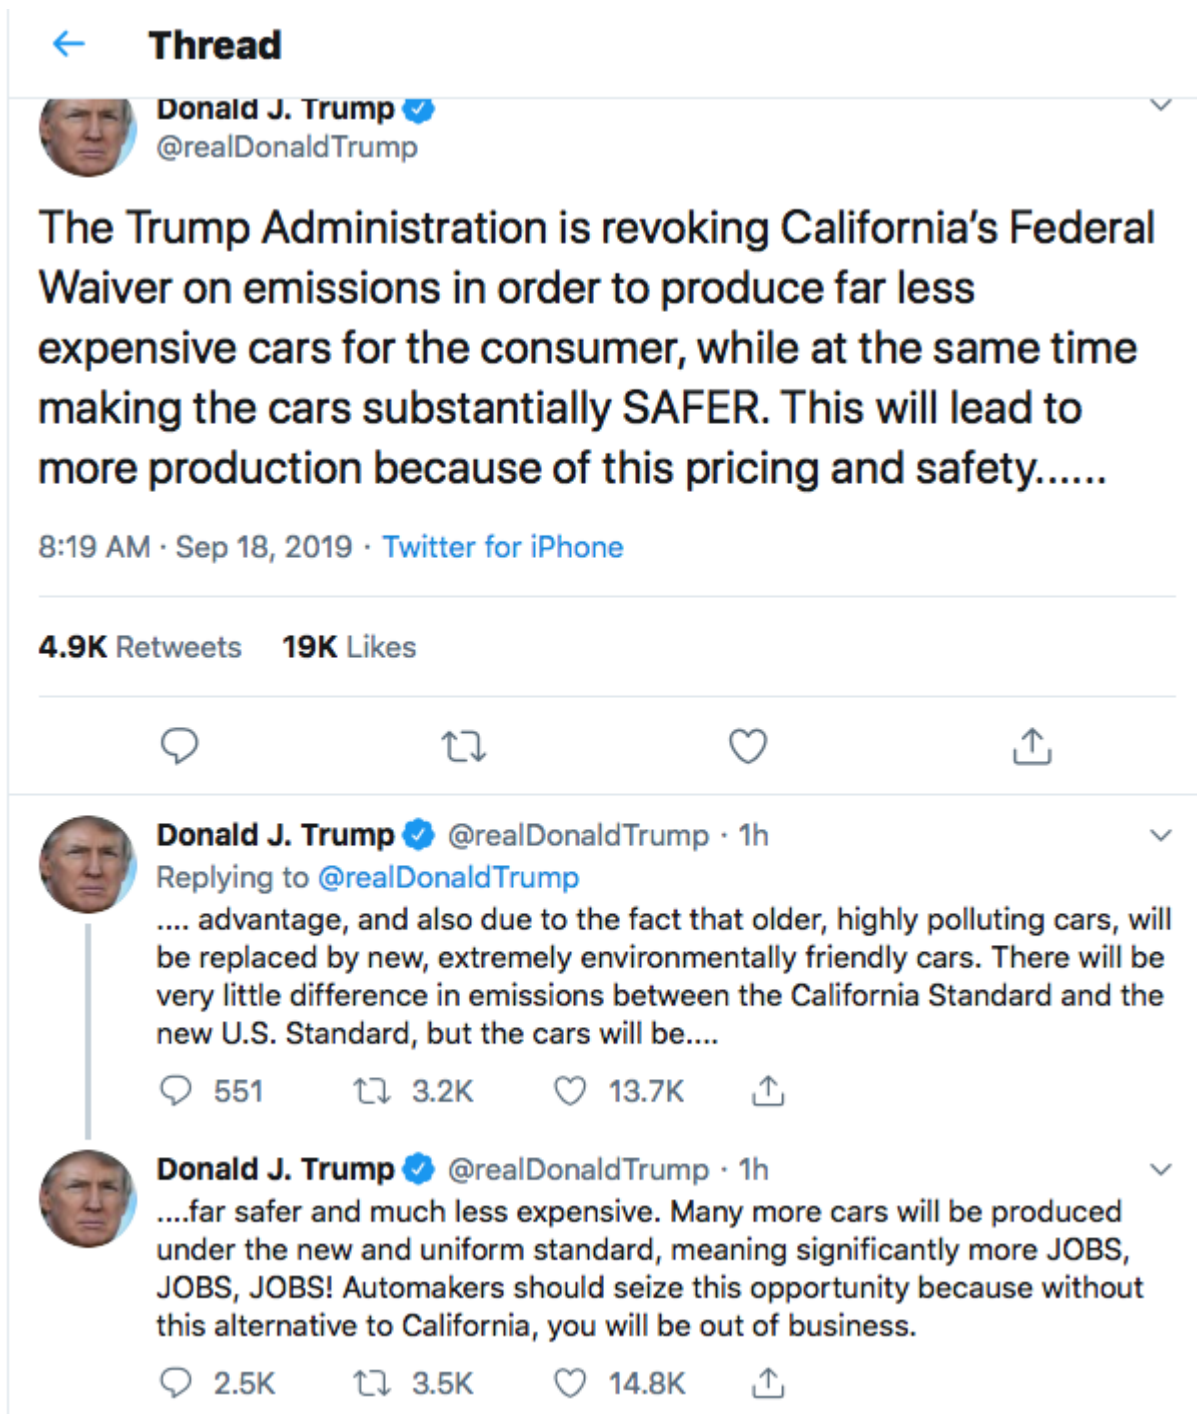 Thread
Donald J. Trump
@realDonaldTrump
The Trump Administration is revoking California's Federal
Waiver on emissions in order to produce far less
expensive cars for the consumer, while at the same time
making the cars substantially SAFER. This will lead to
more production because of this pricing and safety......
8:19 AM · Sep 18, 2019 · Twitter for iPhone
4.9K Retweets 19K Likes
Donald J. Trump @realDonaldTrump · 1h
Replying to @realDonaldTrump
.... advantage, and also due to the fact that older, highly polluting cars, will
be replaced by new, extremely environmentally friendly cars. There will be
very little difference in emissions between the California Standard and the
new U.S. Standard, but the cars will be....
551 3.2K 13.7K
Donald J. Trump @realDonaldTrump · 1h
....far safer and much less expensive. Many more cars will be produced
under the new and uniform standard, meaning significantly more JOBS,
JOBS, JOBS! Automakers should seize this opportunity because without
this alternative to California, you will be out of business.
2.5K 3.5K 14.8K